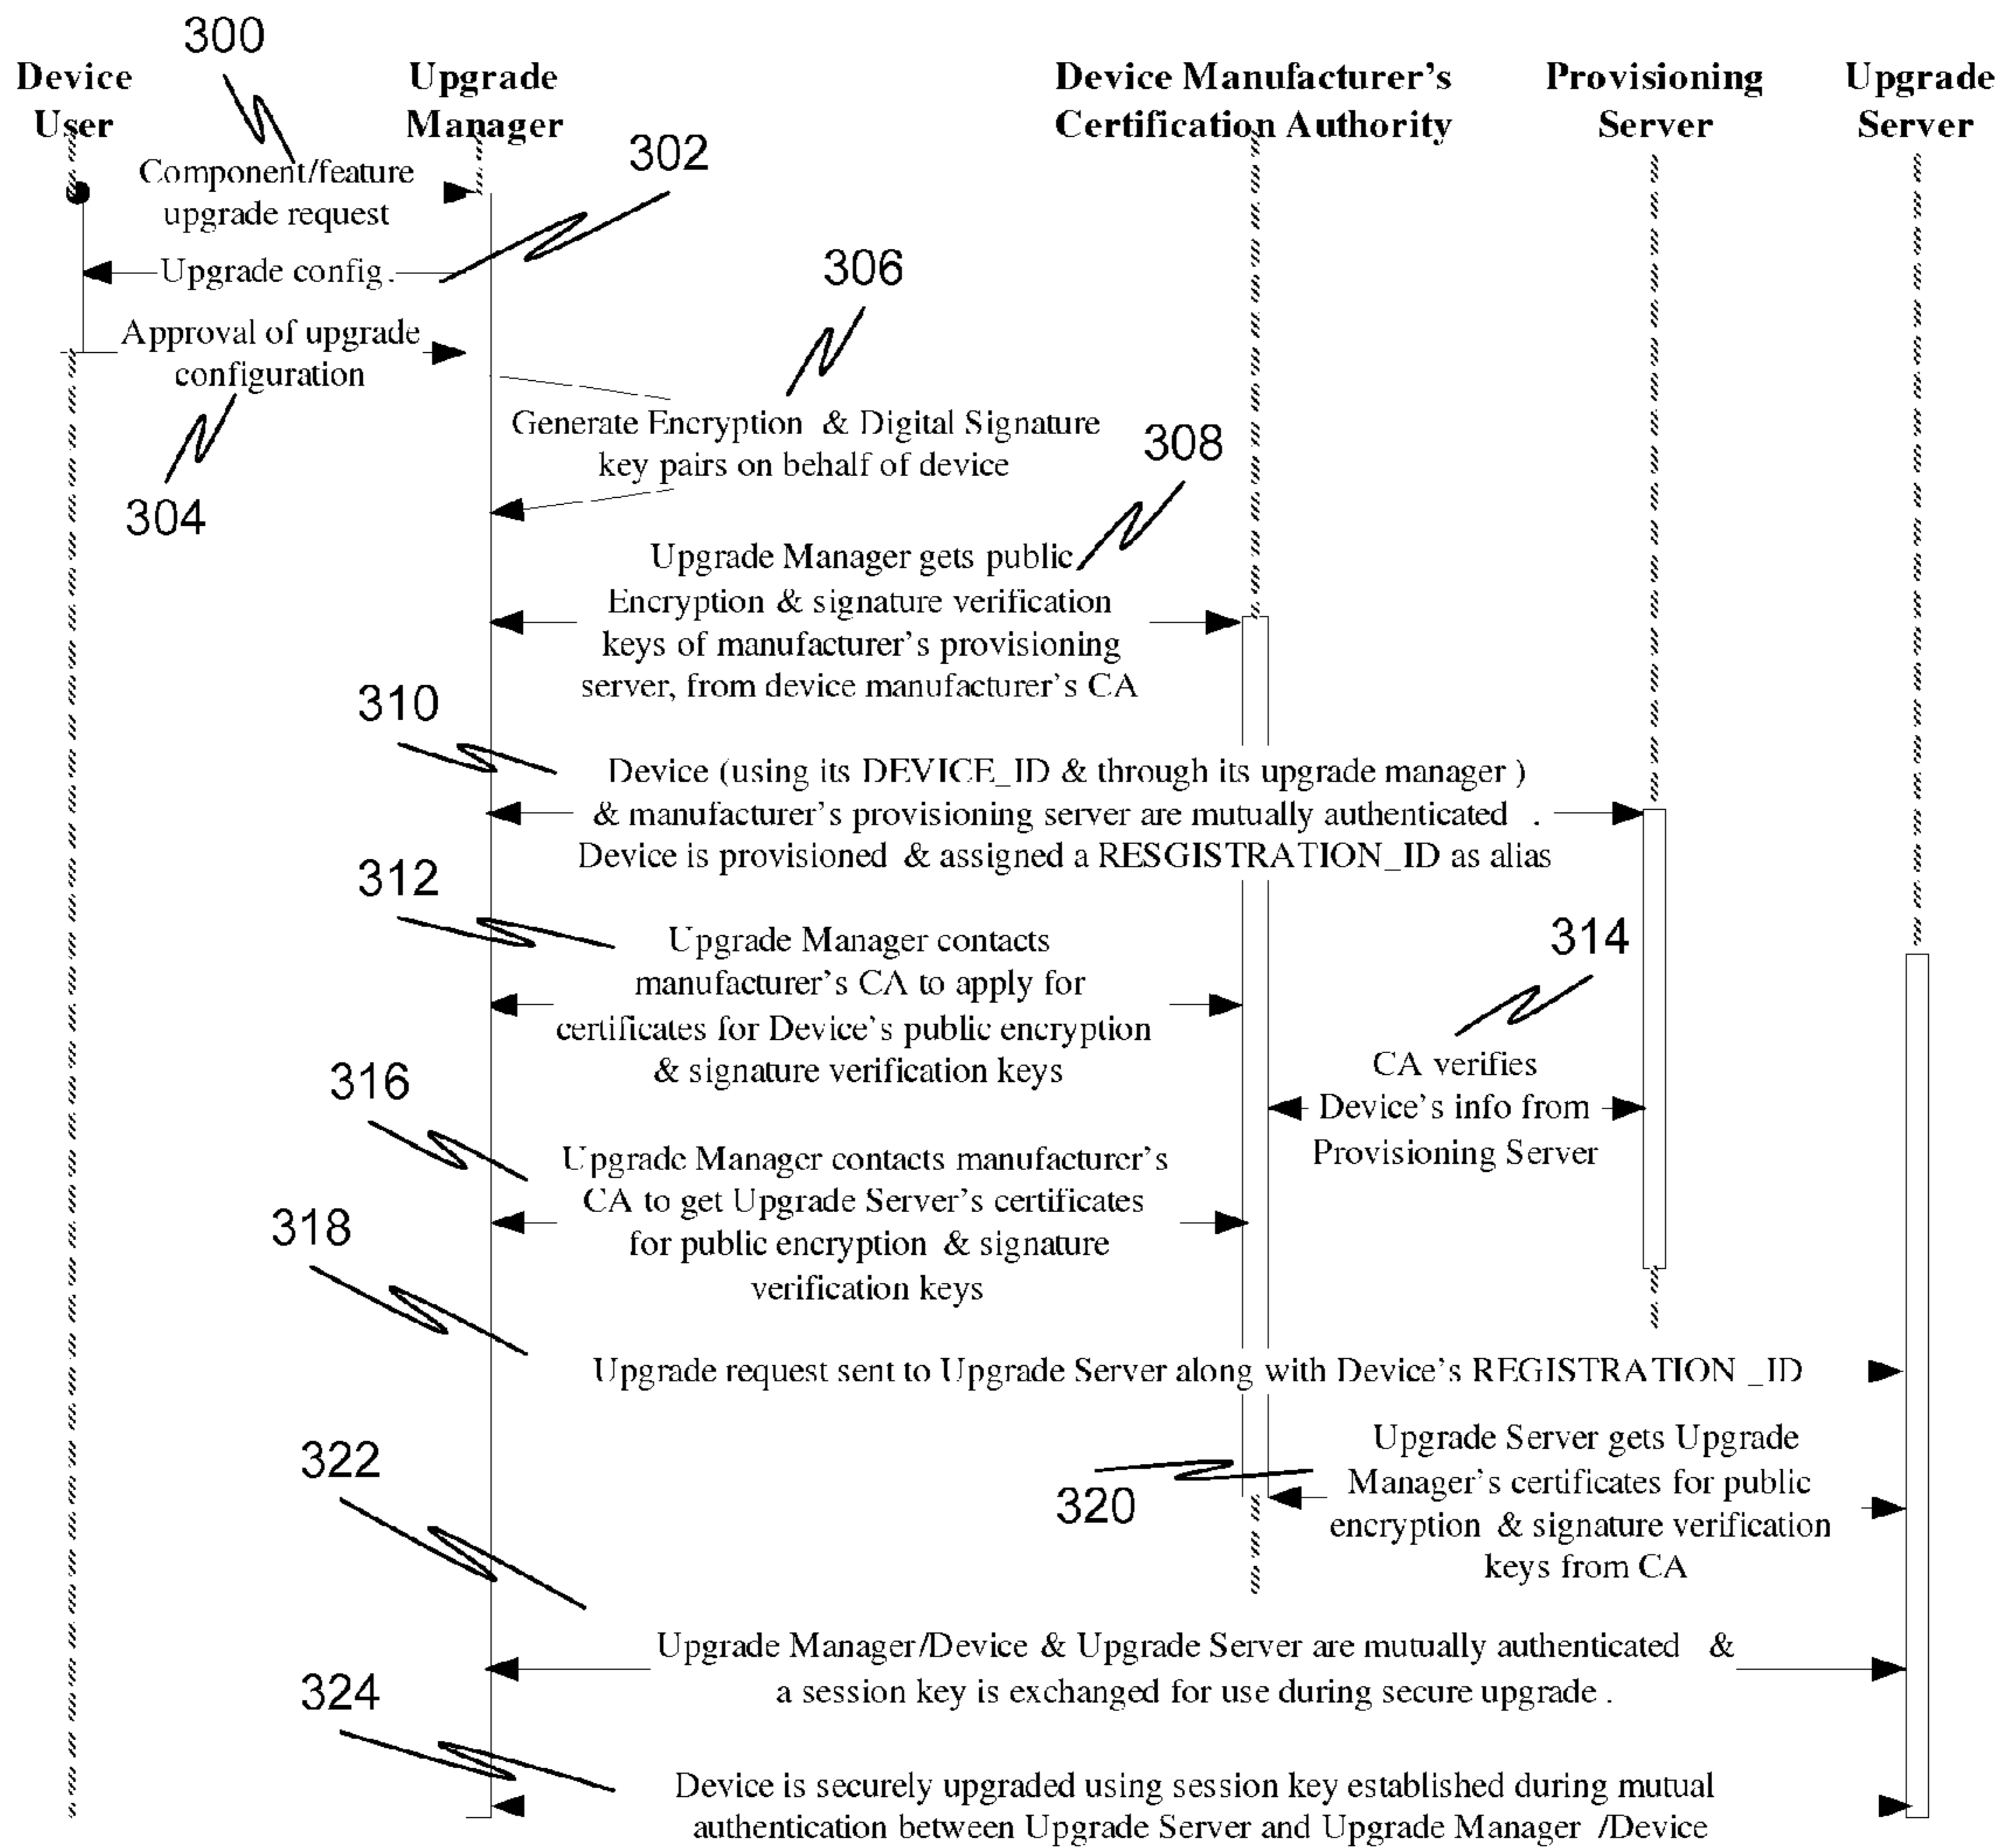 300
Device
User
Upgrade
Manager
Device Manufacturer's
Certification Authority
Provisioning
Server
Upgrade
Server
Component/feature
upgrade request
302
Upgrade config.
306
Approval of upgrade
configuration
304
Generate Encryption & Digital Signature
key pairs on behalf of device
308
Upgrade Manager gets public
Encryption & signature verification
keys of manufacturer's provisioning
server, from device manufacturer's CA
310
Device (using its DEVICE_ID & through its upgrade manager )
& manufacturer's provisioning server are mutually authenticated .
Device is provisioned & assigned a RESGISTRATION_ID as alias
312
Upgrade Manager contacts
manufacturer's CA to apply for
certificates for Device's public encryption
& signature verification keys
314
CA verifies
Device's info from
Provisioning Server
316
Upgrade Manager contacts manufacturer's
CA to get Upgrade Server's certificates
for public encryption & signature
verification keys
318
Upgrade request sent to Upgrade Server along with Device's REGISTRATION _ID
320
Upgrade Server gets Upgrade
Manager's certificates for public
encryption & signature verification
keys from CA
322
Upgrade Manager/Device & Upgrade Server are mutually authenticated &
a session key is exchanged for use during secure upgrade .
324
Device is securely upgraded using session key established during mutual
authentication between Upgrade Server and Upgrade Manager /Device